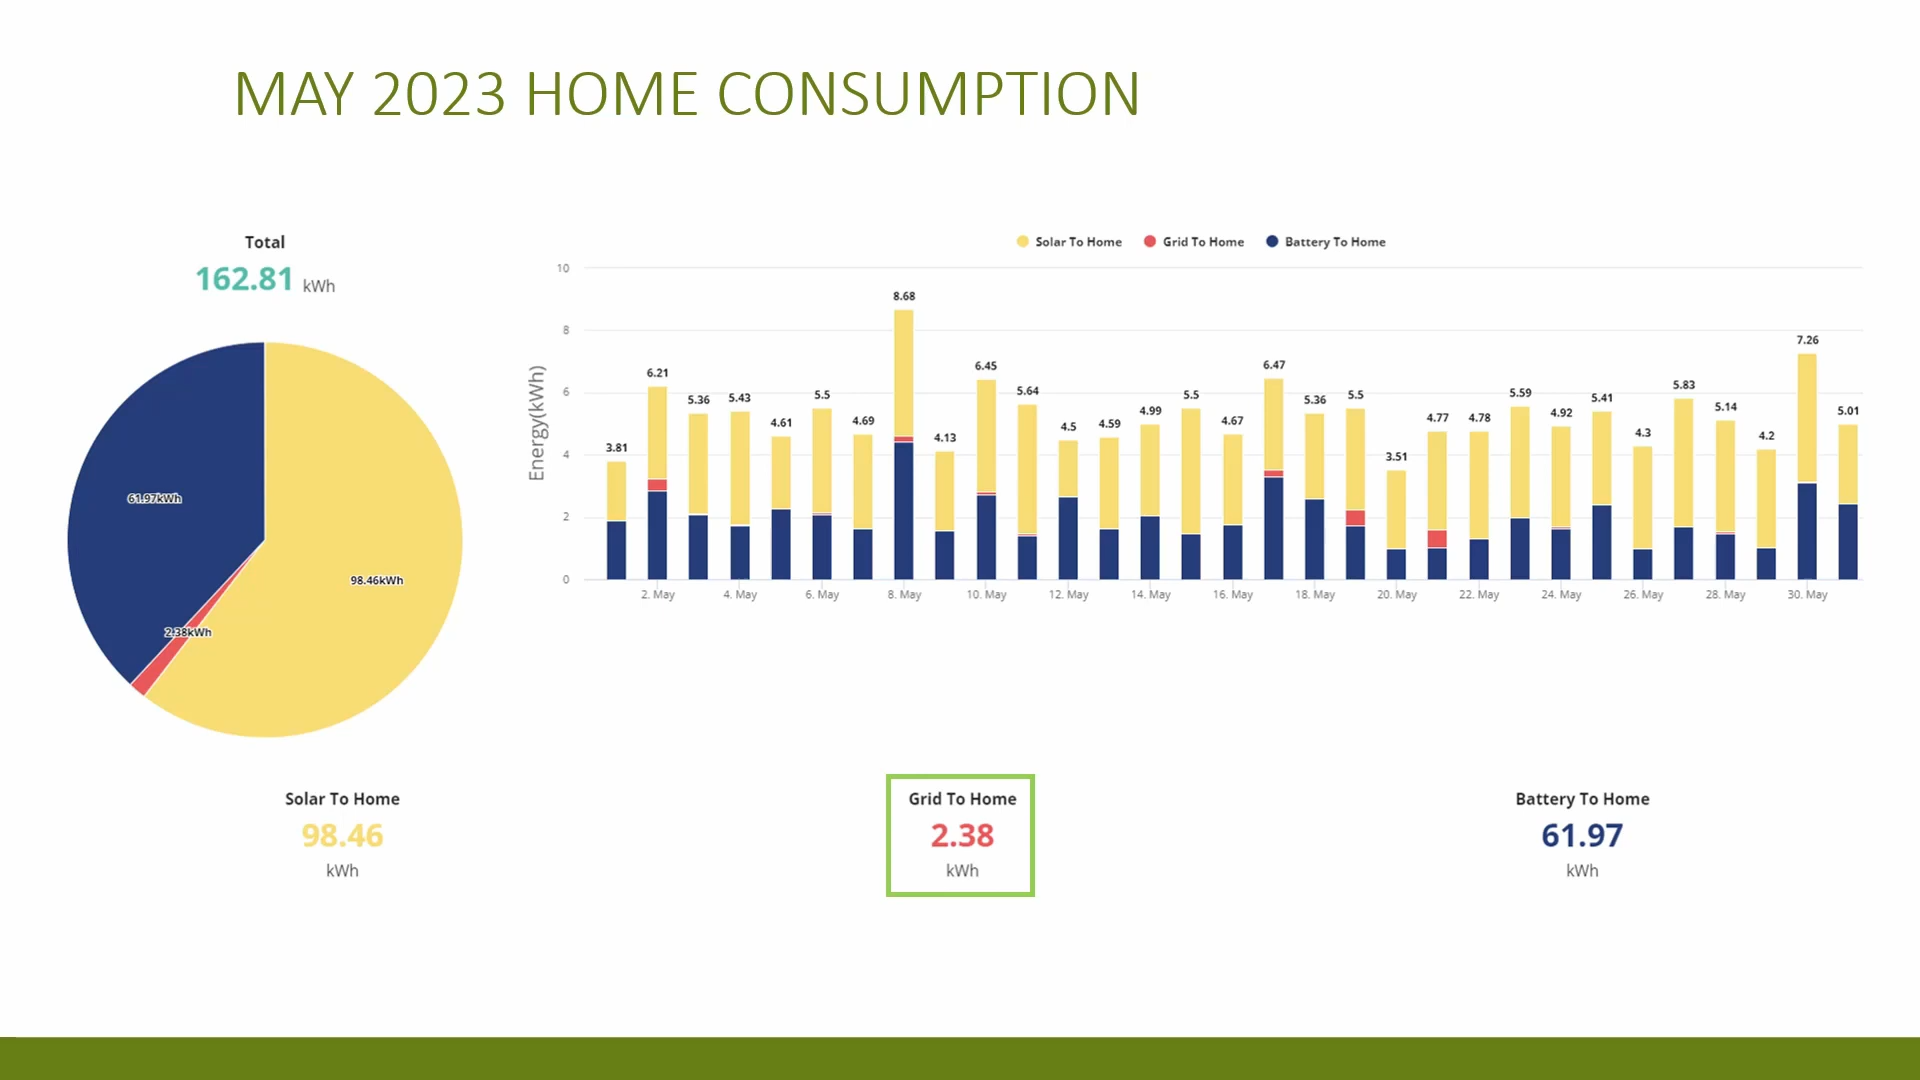 MAY 2023 HOME CONSUMPTION
Total
162.81 kWh
61.97kWh
98.46kWh
2.38kWh
Solar To Home Grid To Home Battery To Home
Energy(kWh)
10
8
6
4
2
0
3.81 6.21 5.36 5.43 4.61 5.5 4.69 8.68 4.13 6.45 5.64 4.5 4.59 4.99 5.5 4.67 6.47 5.36 5.5 3.51 4.77 4.78 5.59 4.92 5.41 4.3 5.83 5.14 4.2 7.26 5.01
2. May 4. May 6. May 8. May 10. May 12. May 14. May 16. May 18. May 20. May 22. May 24. May 26. May 28. May 30. May
Solar To Home
98.46
kWh
Grid To Home
2.38
kWh
Battery To Home
61.97
kWh